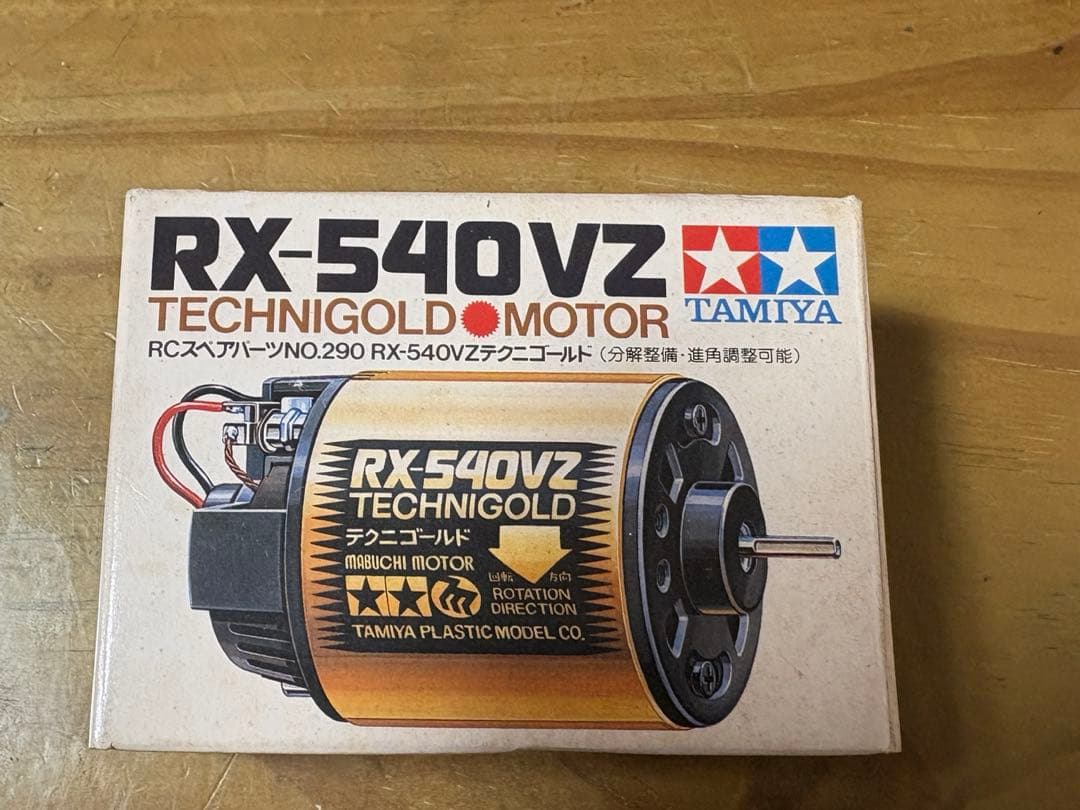 RX-540VZ
TECHNIGOLD MOTOR
TAMIYA
RCスペアパーツNO.290 RX-540VZテクニゴールド (分解整備・進角調整可能)
RX-540VZ
TECHNIGOLD
テクニゴールド
MABUCHI MOTOR
回転 方向
ROTATION
DIRECTION
TAMIYA PLASTIC MODEL CO.